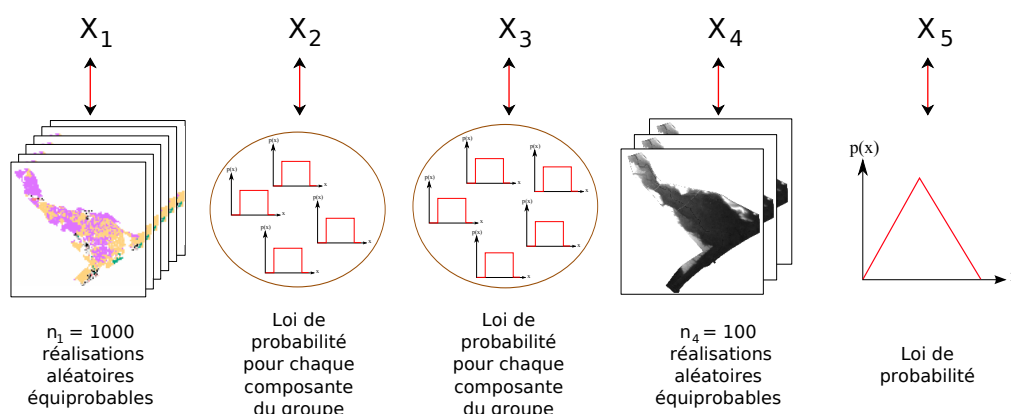 X1
X2
X3
X4
X5
p(x)
x
p(x)
x
p(x)
x
p(x)
x
p(x)
x
p(x)
x
p(x)
x
p(x)
x
p(x)
x
p(x)
n1 = 1000
réalisations
aléatoires
équiprobables
Loi de
probabilité
pour chaque
composante
du groupe
Loi de
probabilité
pour chaque
composante
du groupe
n4 = 100
réalisations
aléatoires
équiprobables
Loi de
probabilité